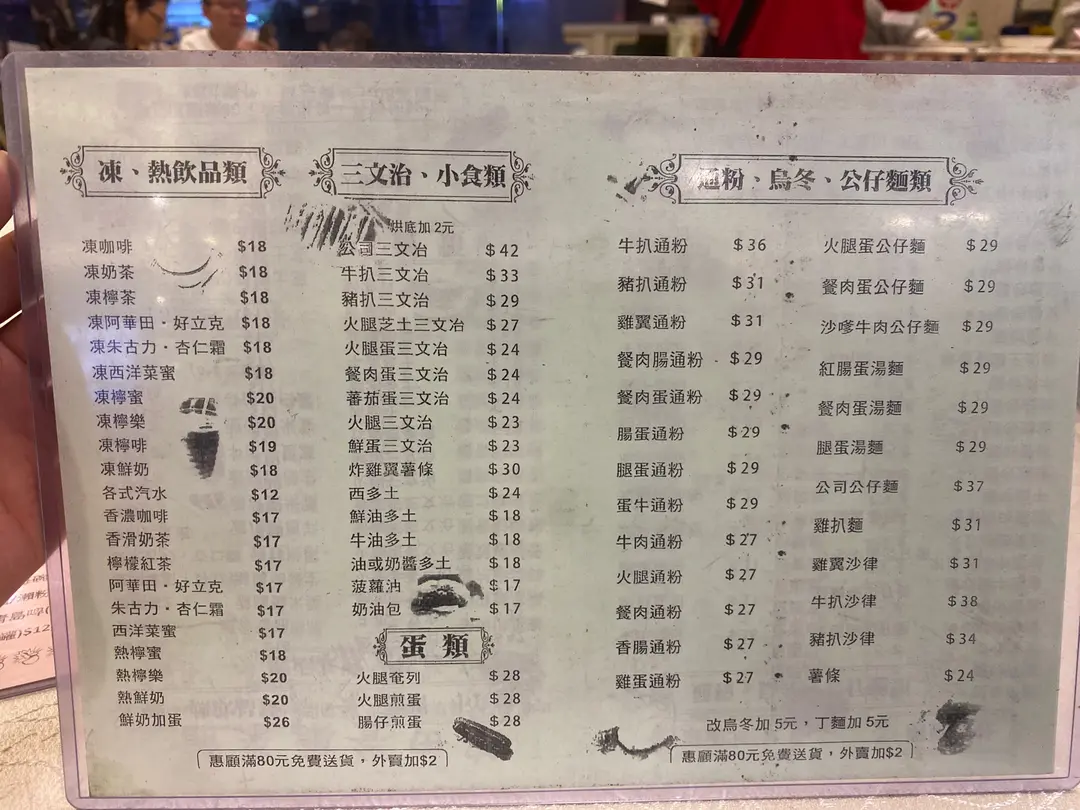 凍、熱飲品類
凍咖啡 $18
凍奶茶 $18
凍檸茶 $18
凍阿華田・好立克 $18
凍朱古力・杏仁霜 $18
凍西洋菜蜜 $18
凍檸蜜 $20
凍檸樂 $20
凍檸啡 $19
凍鮮奶 $18
各式汽水 $12
香濃咖啡 $17
香滑奶茶 $17
檸檬紅茶 $17
阿華田・好立克 $17
朱古力・杏仁霜 $17
西洋菜蜜 $17
熱檸蜜 $18
熱檸樂 $20
熱鮮奶 $20
鮮奶加蛋 $26
惠顧滿80元免費送貨，外賣加$2
三文治、小食類
烘底加2元
公司三文治 $42
牛扒三文治 $33
豬扒三文治 $29
火腿芝士三文治 $27
火腿蛋三文治 $24
餐肉蛋三文治 $24
蕃茄蛋三文治 $24
火腿三文治 $23
鮮蛋三文治 $23
炸雞翼薯條 $30
西多士 $24
鮮油多士 $18
牛油多士 $18
油或奶醬多士 $18
菠蘿油 $17
奶油包 $17
蛋類
火腿奄列 $28
火腿煎蛋 $28
腸仔煎蛋 $28
通粉、烏冬、公仔麵類
牛扒通粉 $36
豬扒通粉 $31
雞翼通粉 $31
餐肉腸通粉 $29
餐肉蛋通粉 $29
腸蛋通粉 $29
腿蛋通粉 $29
蛋牛通粉 $29
牛肉通粉 $27
火腿通粉 $27
餐肉通粉 $27
香腸通粉 $27
雞蛋通粉 $27
火腿蛋公仔麵 $29
餐肉蛋公仔麵 $29
沙嗲牛肉公仔麵 $29
紅腸蛋湯麵 $29
餐肉蛋湯麵 $29
腿蛋湯麵 $29
公司公仔麵 $37
雞扒麵 $31
雞翼沙律 $31
牛扒沙律 $38
豬扒沙律 $34
薯條 $24
改烏冬加5元，丁麵加5元
惠顧滿80元免費送貨，外賣加$2